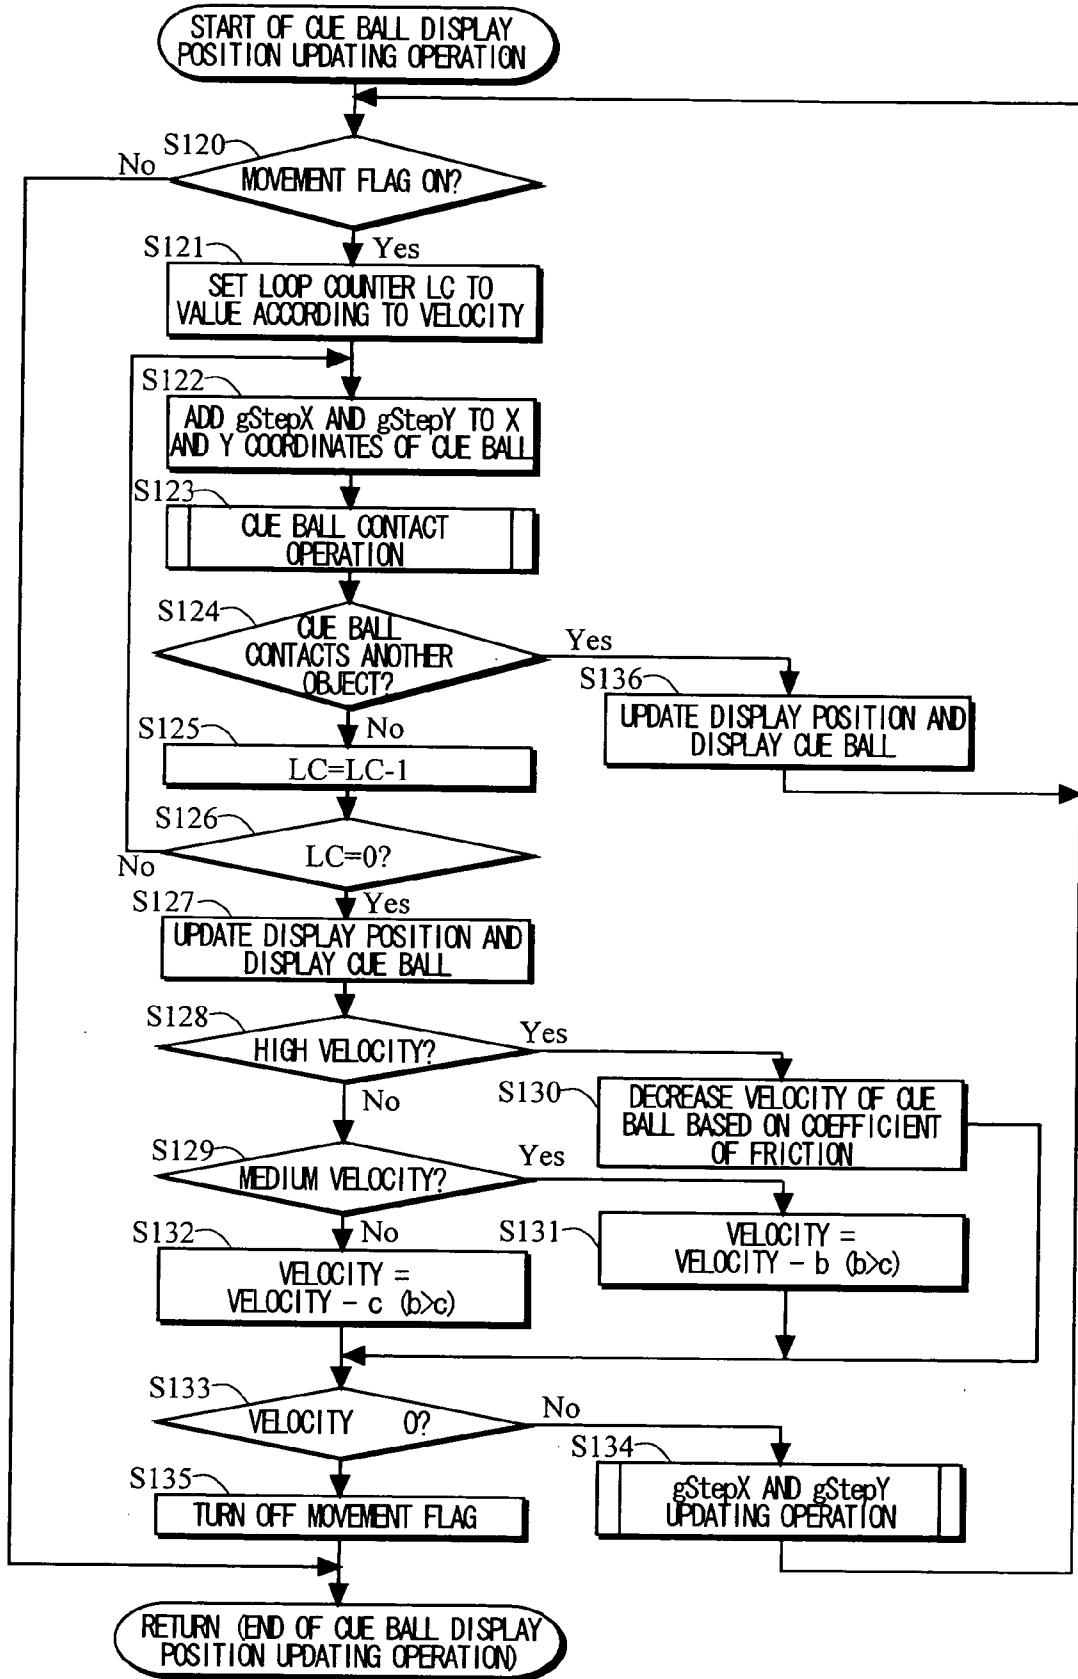 START OF CUE BALL DISPLAY
POSITION UPDATING OPERATION
S120
No
MOVEMENT FLAG ON?
Yes
S121
SET LOOP COUNTER LC TO
VALUE ACCORDING TO VELOCITY
S122
ADD gStepX AND gStepY TO X
AND Y COORDINATES OF CUE BALL
S123
CUE BALL CONTACT
OPERATION
S124
CUE BALL
CONTACTS ANOTHER
OBJECT?
Yes
S136
UPDATE DISPLAY POSITION AND
DISPLAY CUE BALL
No
S125
LC=LC-1
S126
LC=0?
No
Yes
S127
UPDATE DISPLAY POSITION AND
DISPLAY CUE BALL
S128
HIGH VELOCITY?
Yes
No
S130
DECREASE VELOCITY OF CUE
BALL BASED ON COEFFICIENT
OF FRICTION
S129
MEDIUM VELOCITY?
Yes
No
S131
VELOCITY =
VELOCITY - b (b>c)
S132
VELOCITY =
VELOCITY - c (b>c)
S133
VELOCITY 0?
No
S134
gStepX AND gStepY
UPDATING OPERATION
S135
TURN OFF MOVEMENT FLAG
RETURN (END OF CUE BALL DISPLAY
POSITION UPDATING OPERATION)